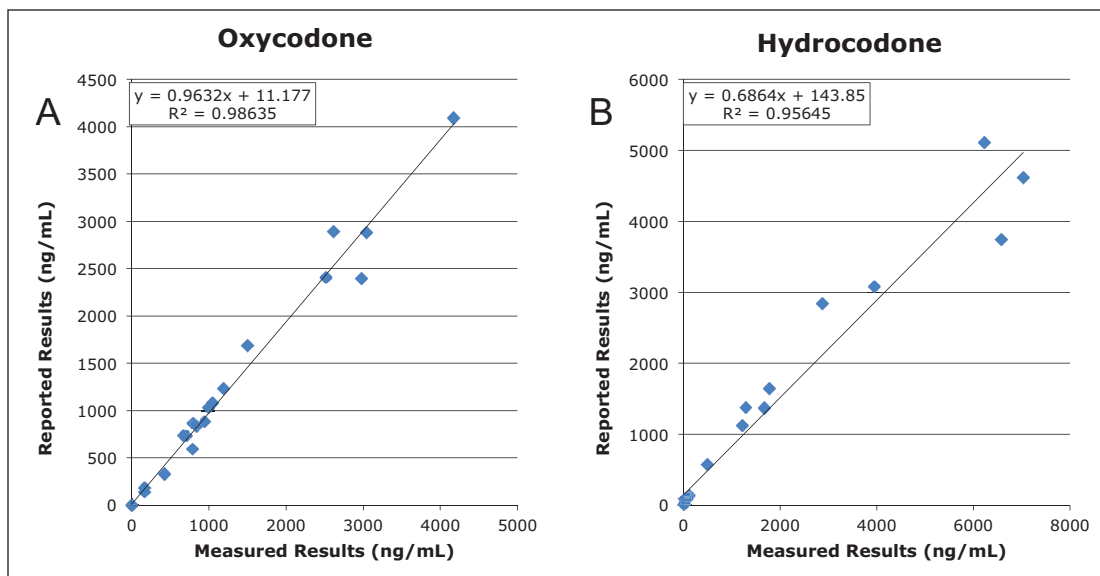 Oxycodone
A
y = 0.9632x + 11.177
R² = 0.98635
4500
4000
3500
3000
2500
2000
1500
1000
500
0
Reported Results (ng/mL)
0 1000 2000 3000 4000 5000
Measured Results (ng/mL)
Hydrocodone
B
y = 0.6864x + 143.85
R² = 0.95645
6000
5000
4000
3000
2000
1000
0
Reported Results (ng/mL)
0 2000 4000 6000 8000
Measured Results (ng/mL)